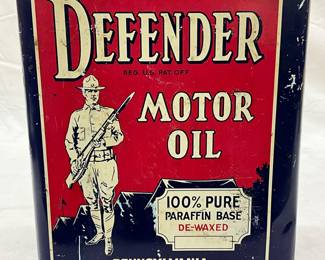 DEFENDER
REG. U.S. PAT. OFF.
MOTOR
OIL
100% PURE
PARAFFIN BASE
DE-WAXED